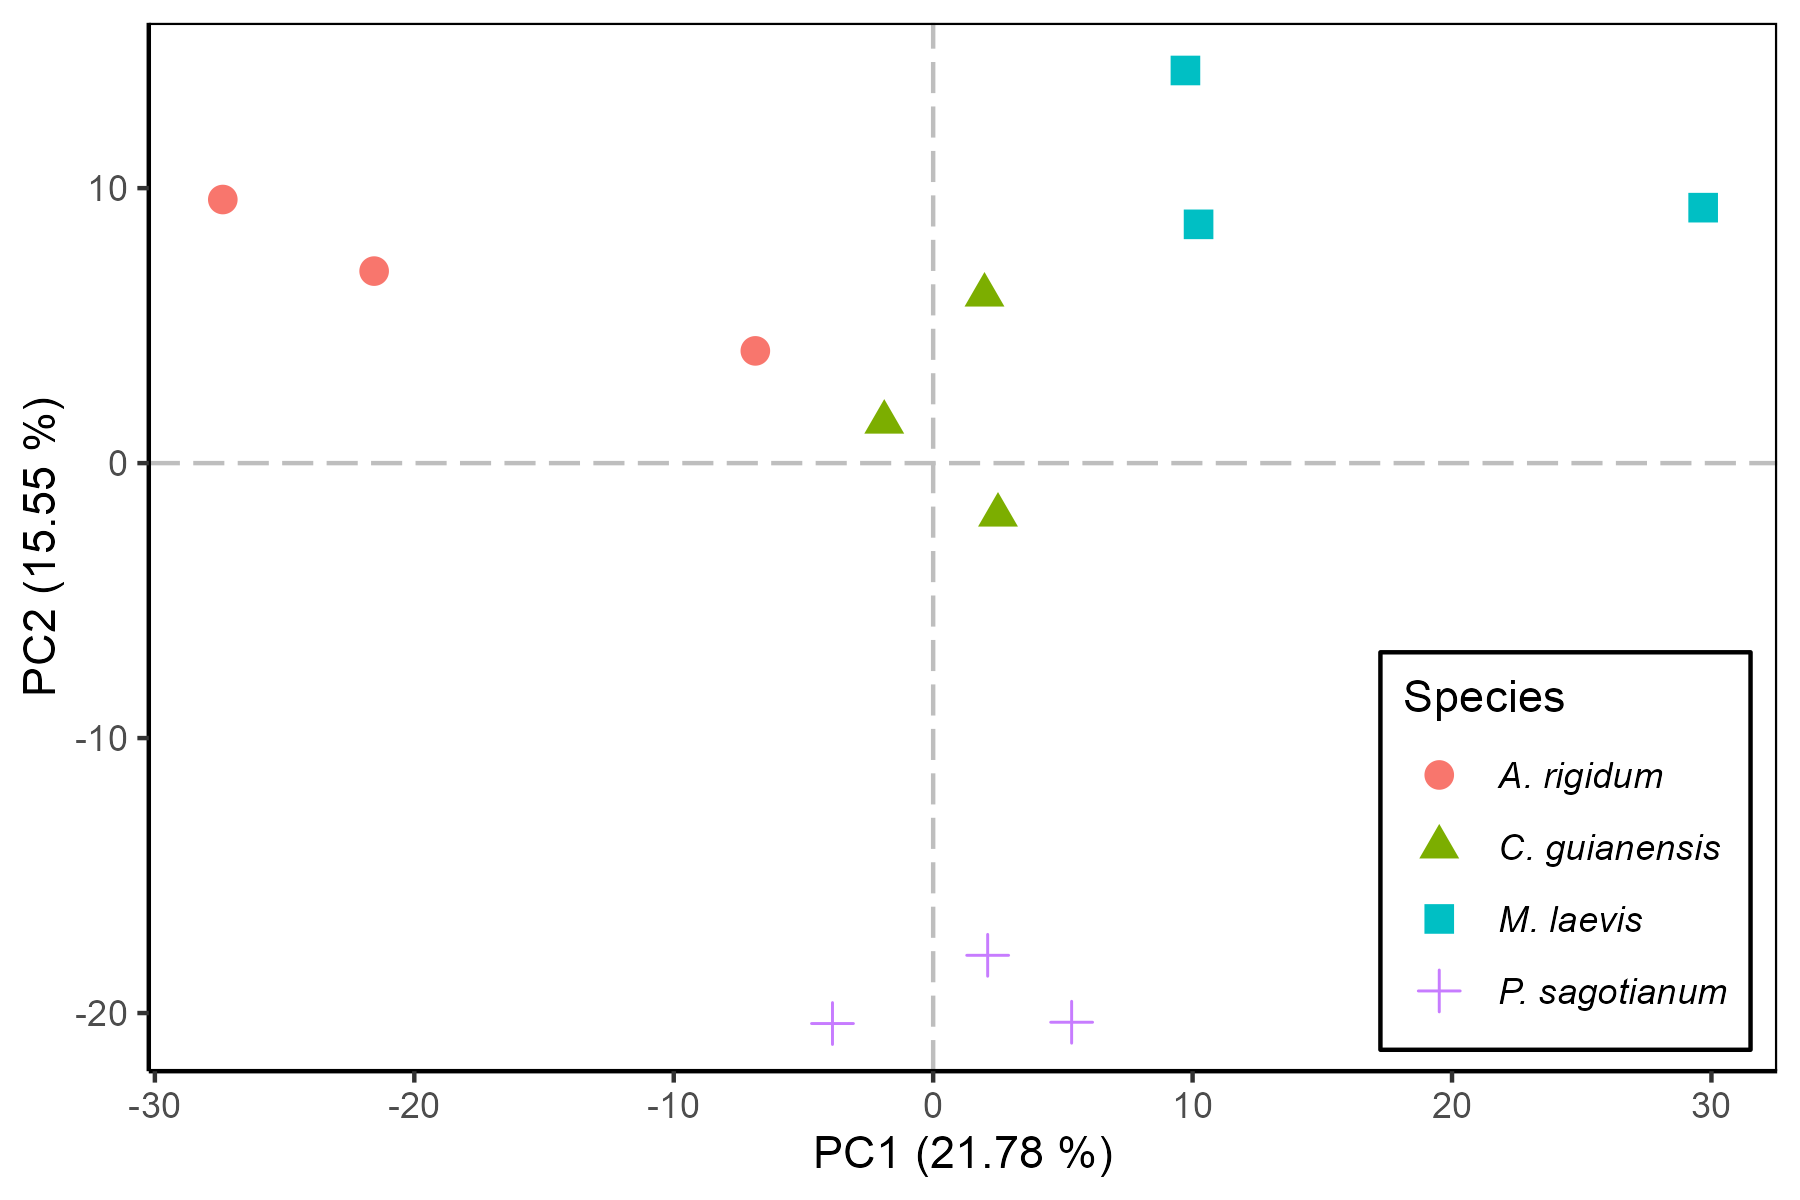 PC2 (15.55 %)
10
0
-10
-20
Species
A. rigidum
C. guianensis
M. laevis
P. sagotianum
-30 -20 -10 0 10 20 30
PC1 (21.78 %)